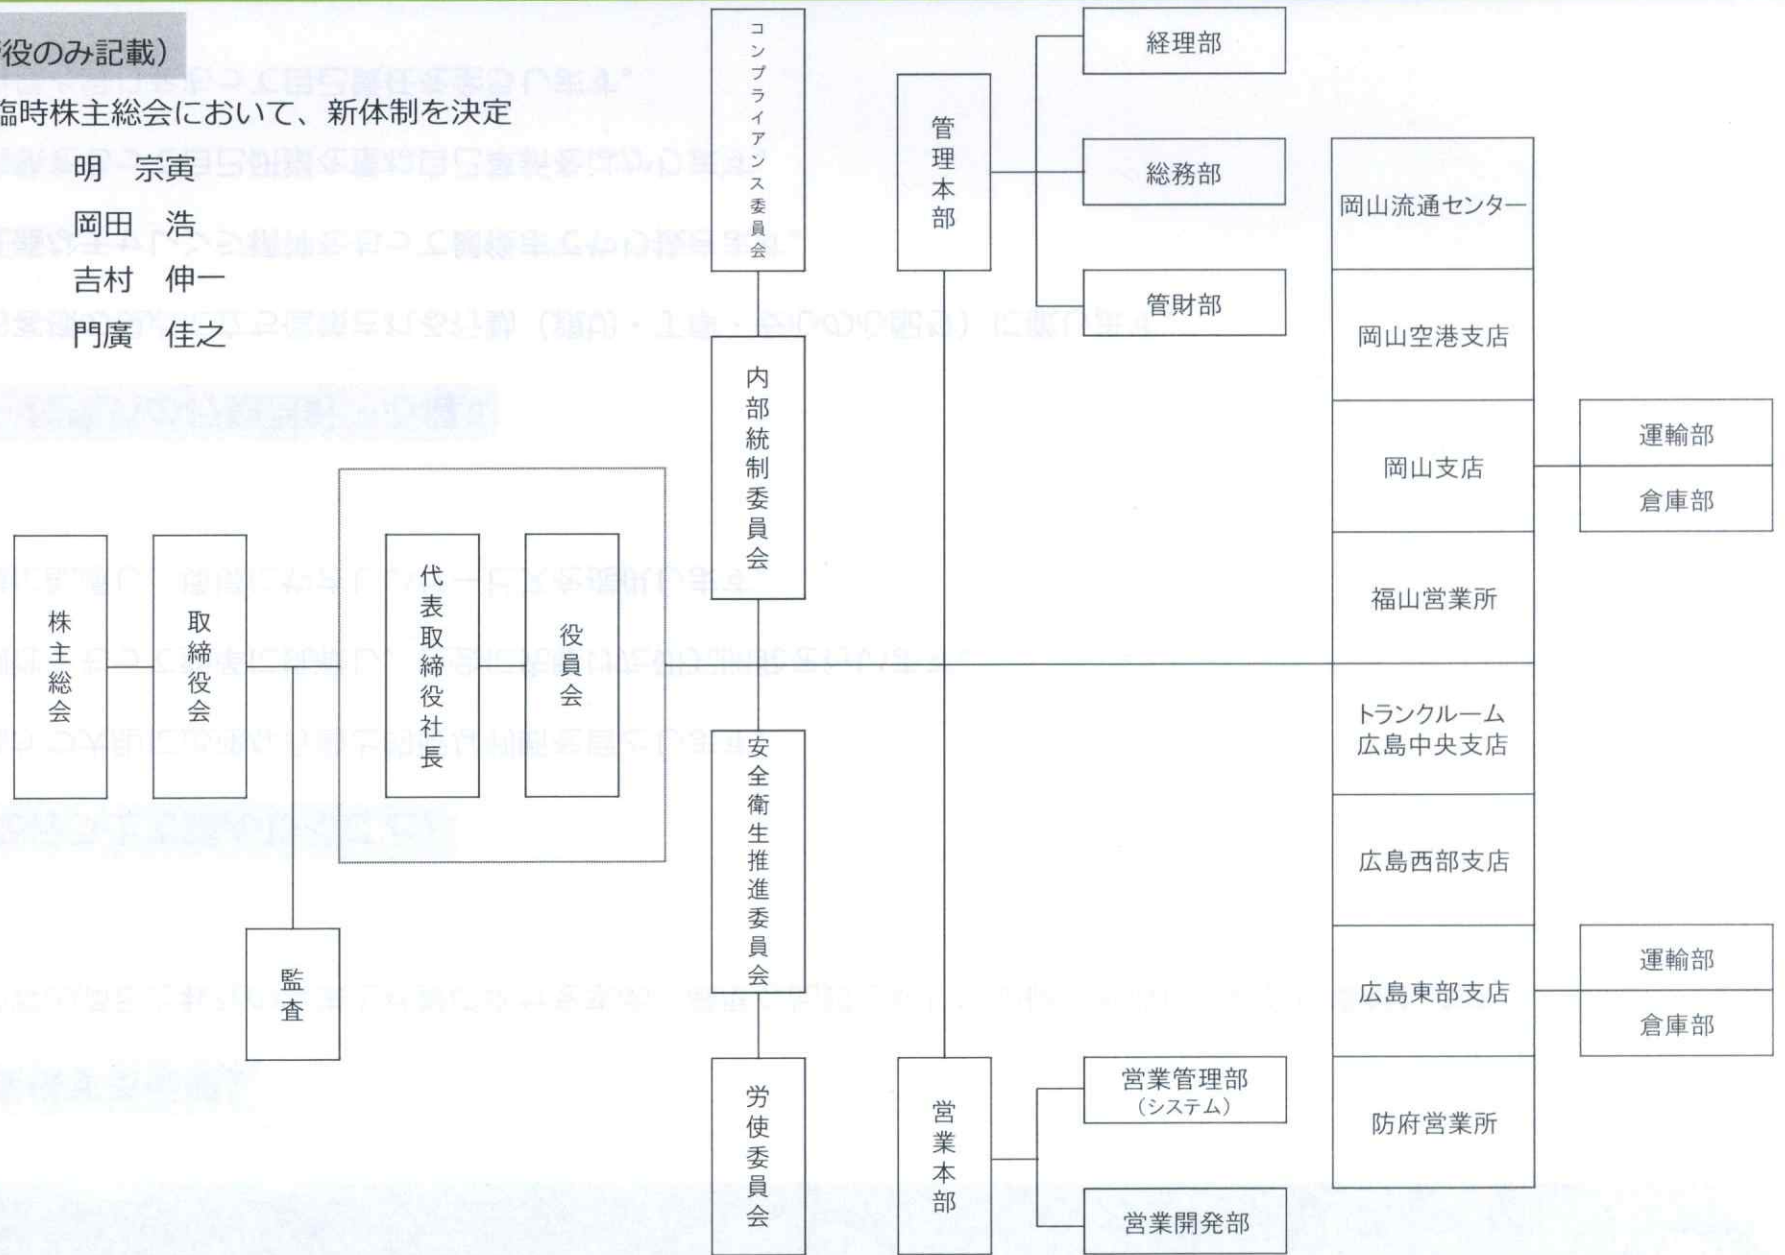 役のみ記載）
臨時株主総会において、新体制を決定
明　宗寅
岡田　浩
吉村　伸一
門廣　佳之
株主総会
取締役会
監査
代表取締役社長
役員会
コンプライアンス委員会
内部統制委員会
安全衛生推進委員会
労使委員会
管理本部
経理部
総務部
管財部
営業本部
営業管理部
（システム）
営業開発部
岡山流通センター
岡山空港支店
岡山支店
運輸部
倉庫部
福山営業所
トランクルーム
広島中央支店
広島西部支店
広島東部支店
運輸部
倉庫部
防府営業所